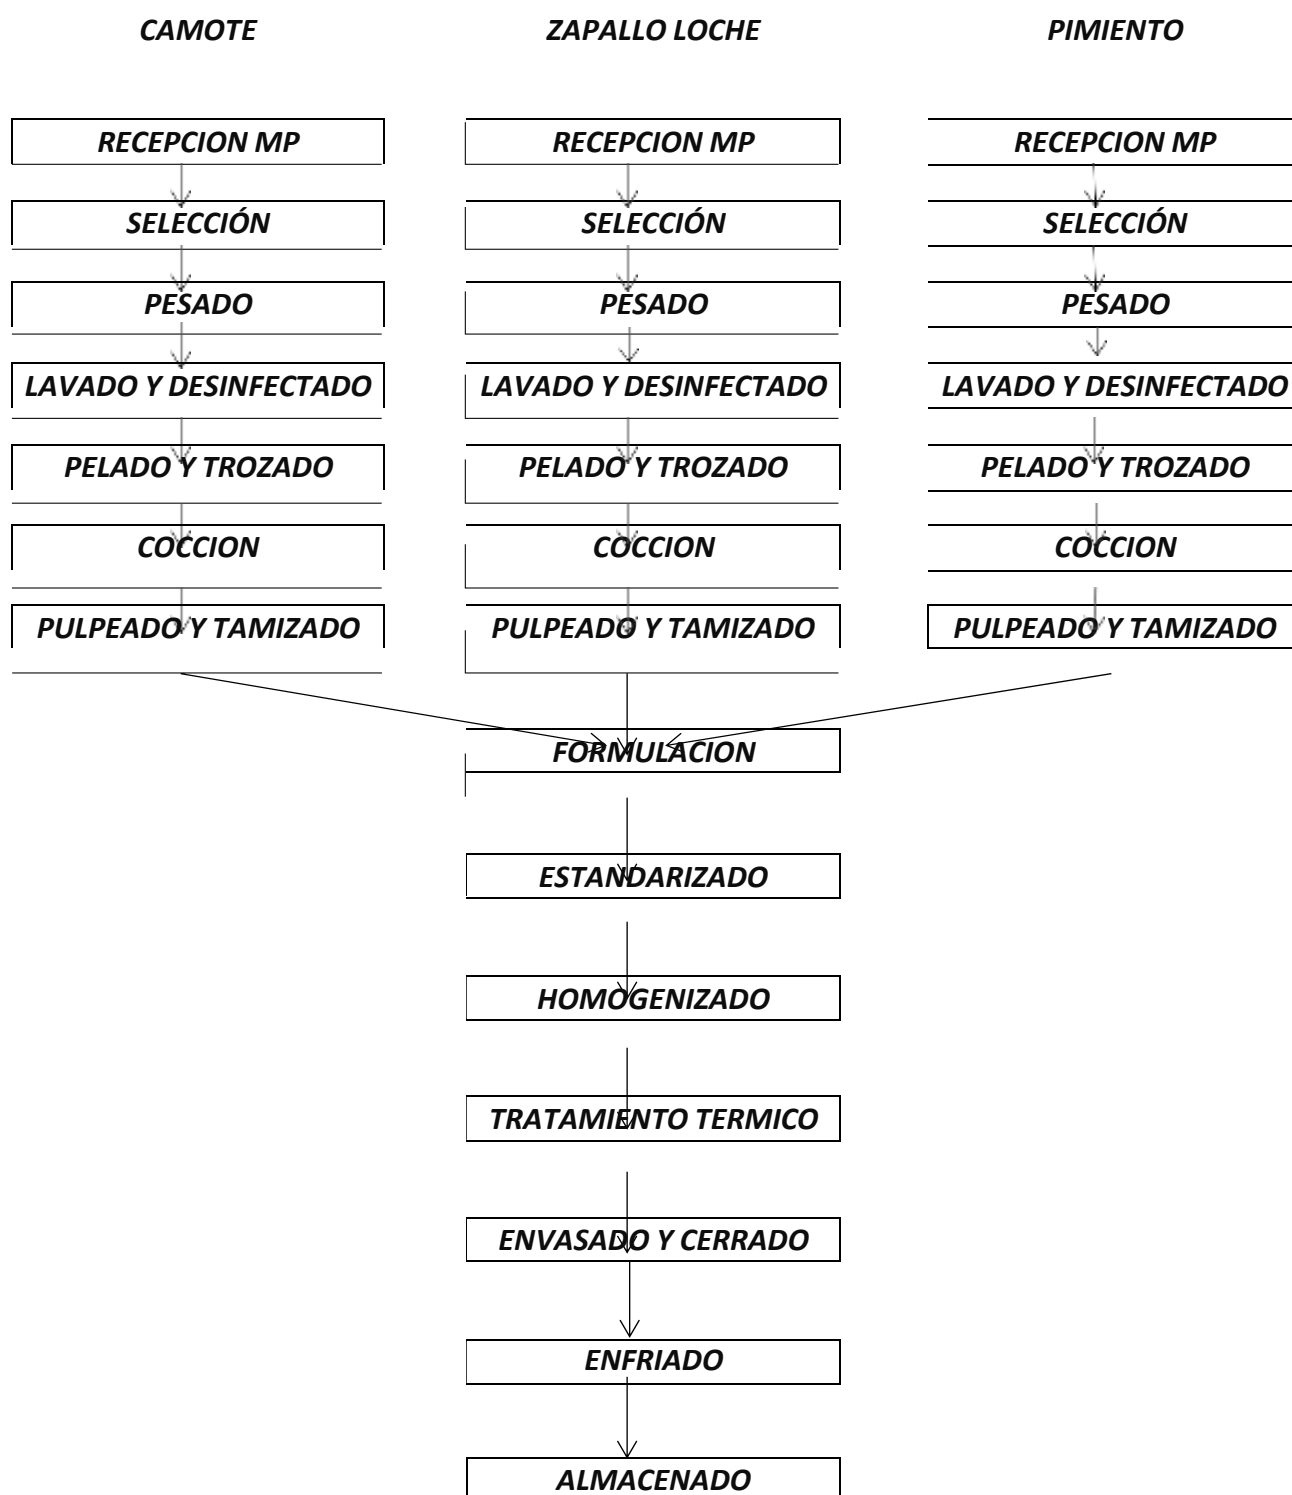 CAMOTE ZAPALLO LOCHE PIMIENTO
RECEPCION MP RECEPCION MP RECEPCION MP
SELECCIÓN SELECCIÓN SELECCIÓN
PESADO PESADO PESADO
LAVADO Y DESINFECTADO LAVADO Y DESINFECTADO LAVADO Y DESINFECTADO
PELADO Y TROZADO PELADO Y TROZADO PELADO Y TROZADO
COCCION COCCION COCCION
PULPEADO Y TAMIZADO PULPEADO Y TAMIZADO PULPEADO Y TAMIZADO
FORMULACION
ESTANDARIZADO
HOMOGENIZADO
TRATAMIENTO TERMICO
ENVASADO Y CERRADO
ENFRIADO
ALMACENADO